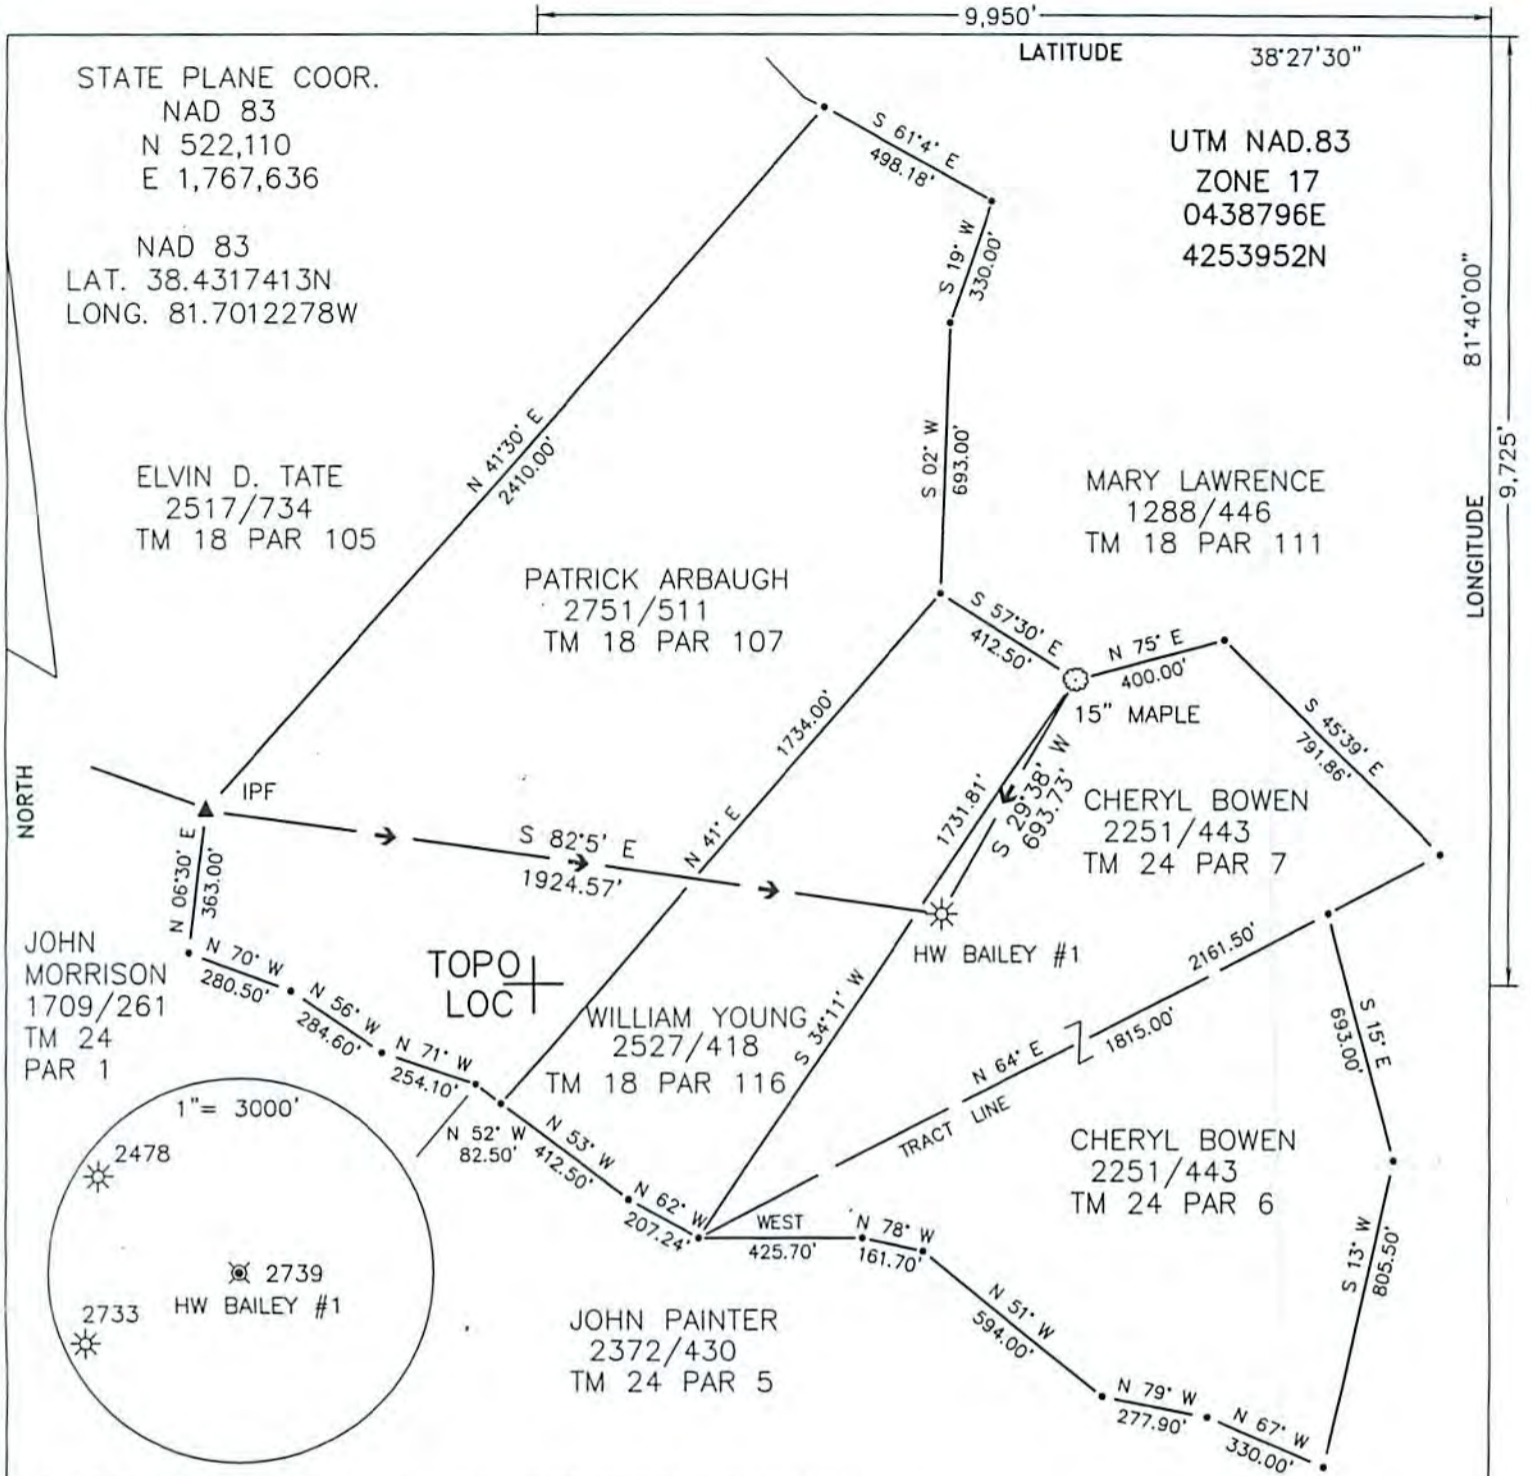 9,950'
LATITUDE 38°27'30"
STATE PLANE COOR.
NAD 83
N 522,110
E 1,767,636
NAD 83
LAT. 38.4317413N
LONG. 81.7012278W
UTM NAD.83
ZONE 17
0438796E
4253952N
81°40'00"
LONGITUDE
9,725'
S 61°4' E
498.18'
S 19° W
330.00'
S 02° W
693.00'
N 41°30' E
2410.00'
ELVIN D. TATE
2517/734
TM 18 PAR 105
PATRICK ARBAUGH
2751/511
TM 18 PAR 107
MARY LAWRENCE
1288/446
TM 18 PAR 111
S 57°30' E
412.50'
N 75° E
400.00'
15" MAPLE
S 45°39' E
791.86'
1734.00'
N 41° E
1731.81'
S 34°11' W
S 29°38' W
693.73'
CHERYL BOWEN
2251/443
TM 24 PAR 7
NORTH
IPF
S 82°5' E
1924.57'
N 06°30' E
363.00'
HW BAILEY #1
JOHN
MORRISON
1709/261
TM 24
PAR 1
N 70° W
280.50'
N 56° W
284.60'
N 71° W
254.10'
TOPO
LOC
WILLIAM YOUNG
2527/418
TM 18 PAR 116
2161.50'
N 64° E
1815.00'
TRACT LINE
S 15° E
693.00'
N 52° W
82.50'
N 53° W
412.50'
N 62° W
207.24'
WEST
425.70'
N 78° W
161.70'
CHERYL BOWEN
2251/443
TM 24 PAR 6
S 13° W
805.50'
1"= 3000'
2478
2739
HW BAILEY #1
2733
JOHN PAINTER
2372/430
TM 24 PAR 5
N 51° W
594.00'
N 79° W
277.90'
N 67° W
330.00'